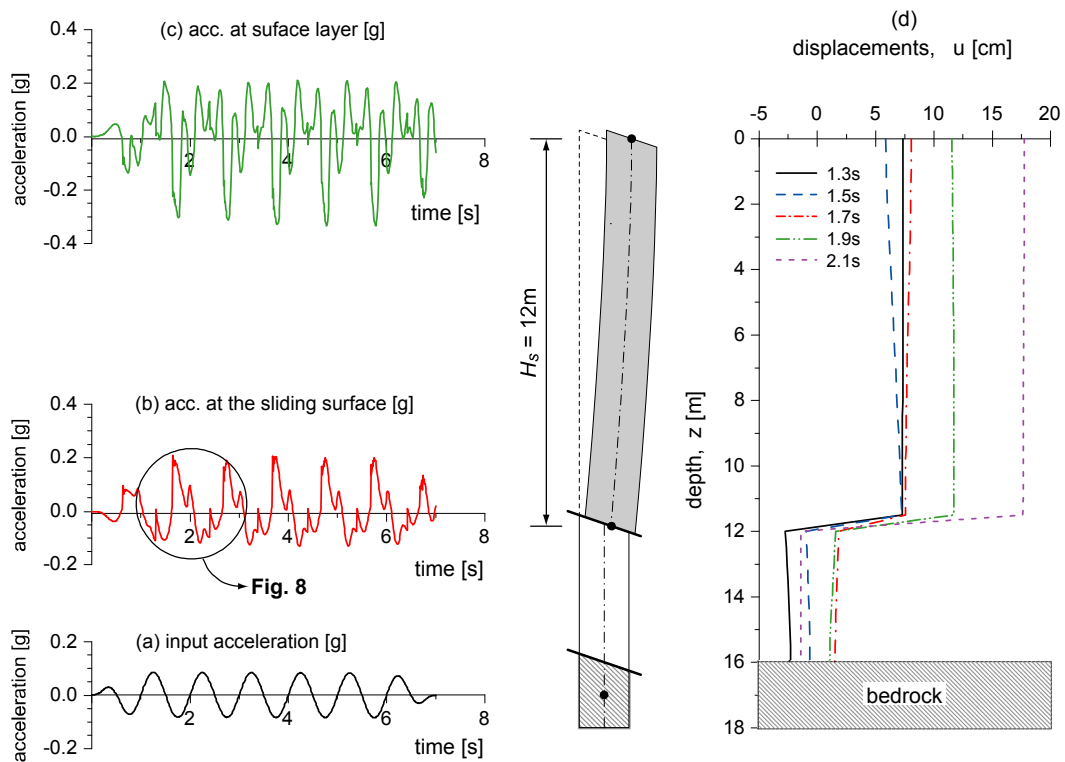 (c) acc. at suface layer [g]
acceleration [g]
0.4
0.2
0.0
-0.2
-0.4
2
4
6
8
time [s]
(b) acc. at the sliding surface [g]
acceleration [g]
0.4
0.2
0.0
-0.2
2
4
6
8
time [s]
Fig. 8
(a) input acceleration [g]
acceleration [g]
0.2
0.0
-0.2
2
4
6
8
time [s]
Hs = 12m
(d)
displacements, u [cm]
-5 0 5 10 15 20
depth, z [m]
0
2
4
6
8
10
12
14
16
18
1.3s
1.5s
1.7s
1.9s
2.1s
bedrock